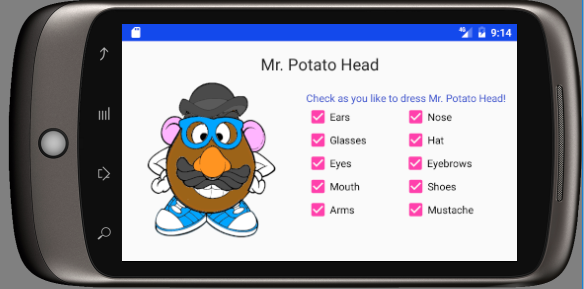 4G 9:14
Mr. Potato Head
Check as you like to dress Mr. Potato Head!
Ears Nose
Glasses Hat
Eyes Eyebrows
Mouth Shoes
Arms Mustache